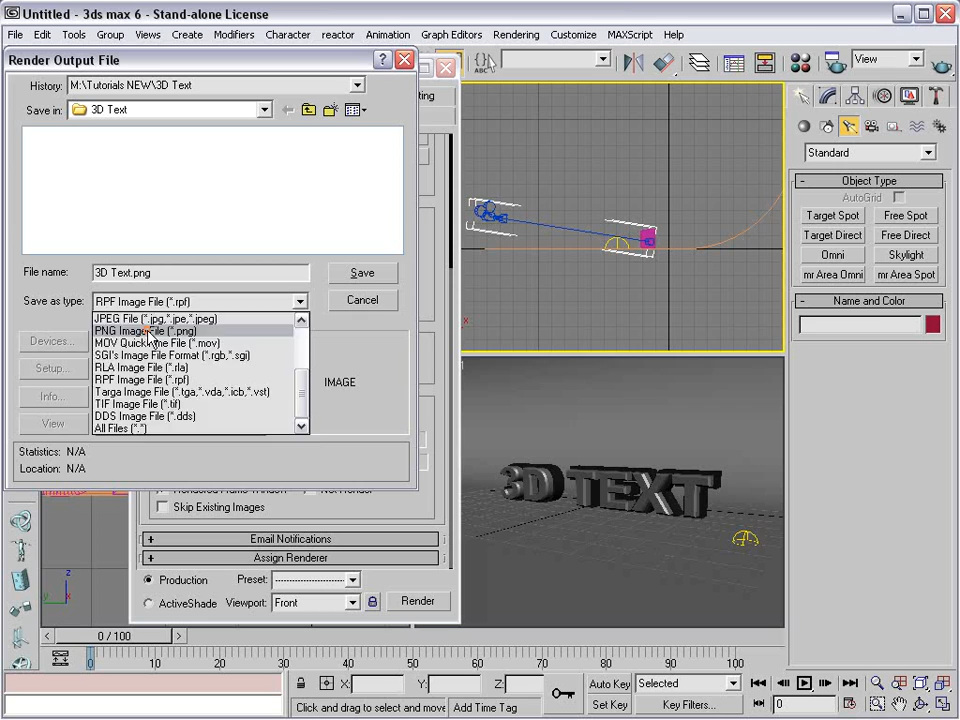 Untitled - 3ds max 6 - Stand-alone License
File Edit Tools Group Views Create Modifiers Character reactor Animation Graph Editors Rendering Customize MAXScript Help
Render Output File
History: M:\Tutorials NEW\3D Text
Save in: 3D Text
File name: 3D Text.png
Save
Save as type: RPF Image File (*.rpf)
Cancel
JPEG File (*.jpg,*.jpe,*.jpeg)
PNG Image File (*.png)
MOV QuickTime File (*.mov)
SGI's Image File Format (*.rgb,*.sgi)
RLA Image File (*.rla)
RPF Image File (*.rpf)
Targa Image File (*.tga,*.vda,*.icb,*.vst)
TIF Image File (*.tif)
DDS Image File (*.dds)
All Files (*.*)
Devices...
Setup...
Info...
View
IMAGE
Statistics: N/A
Location: N/A
Skip Existing Images
Email Notifications
Assign Renderer
Production Preset:
ActiveShade Viewport: Front
Render
ABC
View
Standard
Object Type
AutoGrid
Target Spot Free Spot
Target Direct Free Direct
Omni Skylight
mr Area Omni mr Area Spot
Name and Color
x
3D TEXT
z
y x
0 / 100
0 10 20 30 40 50 60 70 80 90 100
X: Y: Z:
Auto Key Selected
Set Key Key Filters...
Click and drag to select and move
Add Time Tag
0